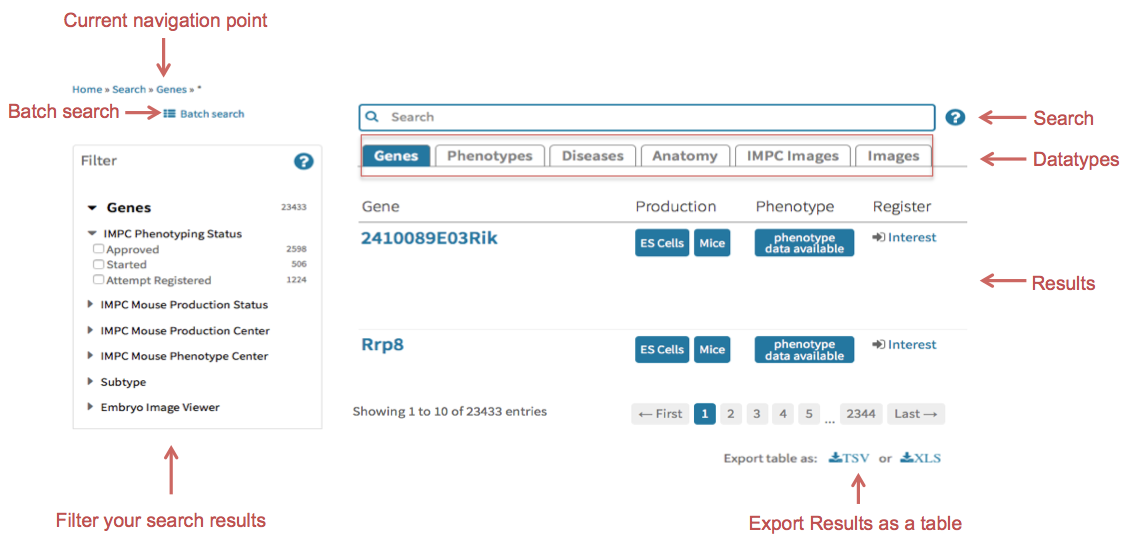 Current navigation point
Home » Search » Genes » *
Batch search
Batch search
Search
Search
Filter
Genes Phenotypes Diseases Anatomy IMPC Images Images
Datatypes
Genes 23433
IMPC Phenotyping Status
Approved 2598
Started 506
Attempt Registered 1224
IMPC Mouse Production Status
IMPC Mouse Production Center
IMPC Mouse Phenotype Center
Subtype
Embryo Image Viewer
Gene Production Phenotype Register
2410089E03Rik ES Cells Mice phenotype
data available Interest
Results
Rrp8 ES Cells Mice phenotype
data available Interest
Showing 1 to 10 of 23433 entries
← First 1 2 3 4 5 ... 2344 Last →
Export table as: TSV or XLS
Filter your search results
Export Results as a table